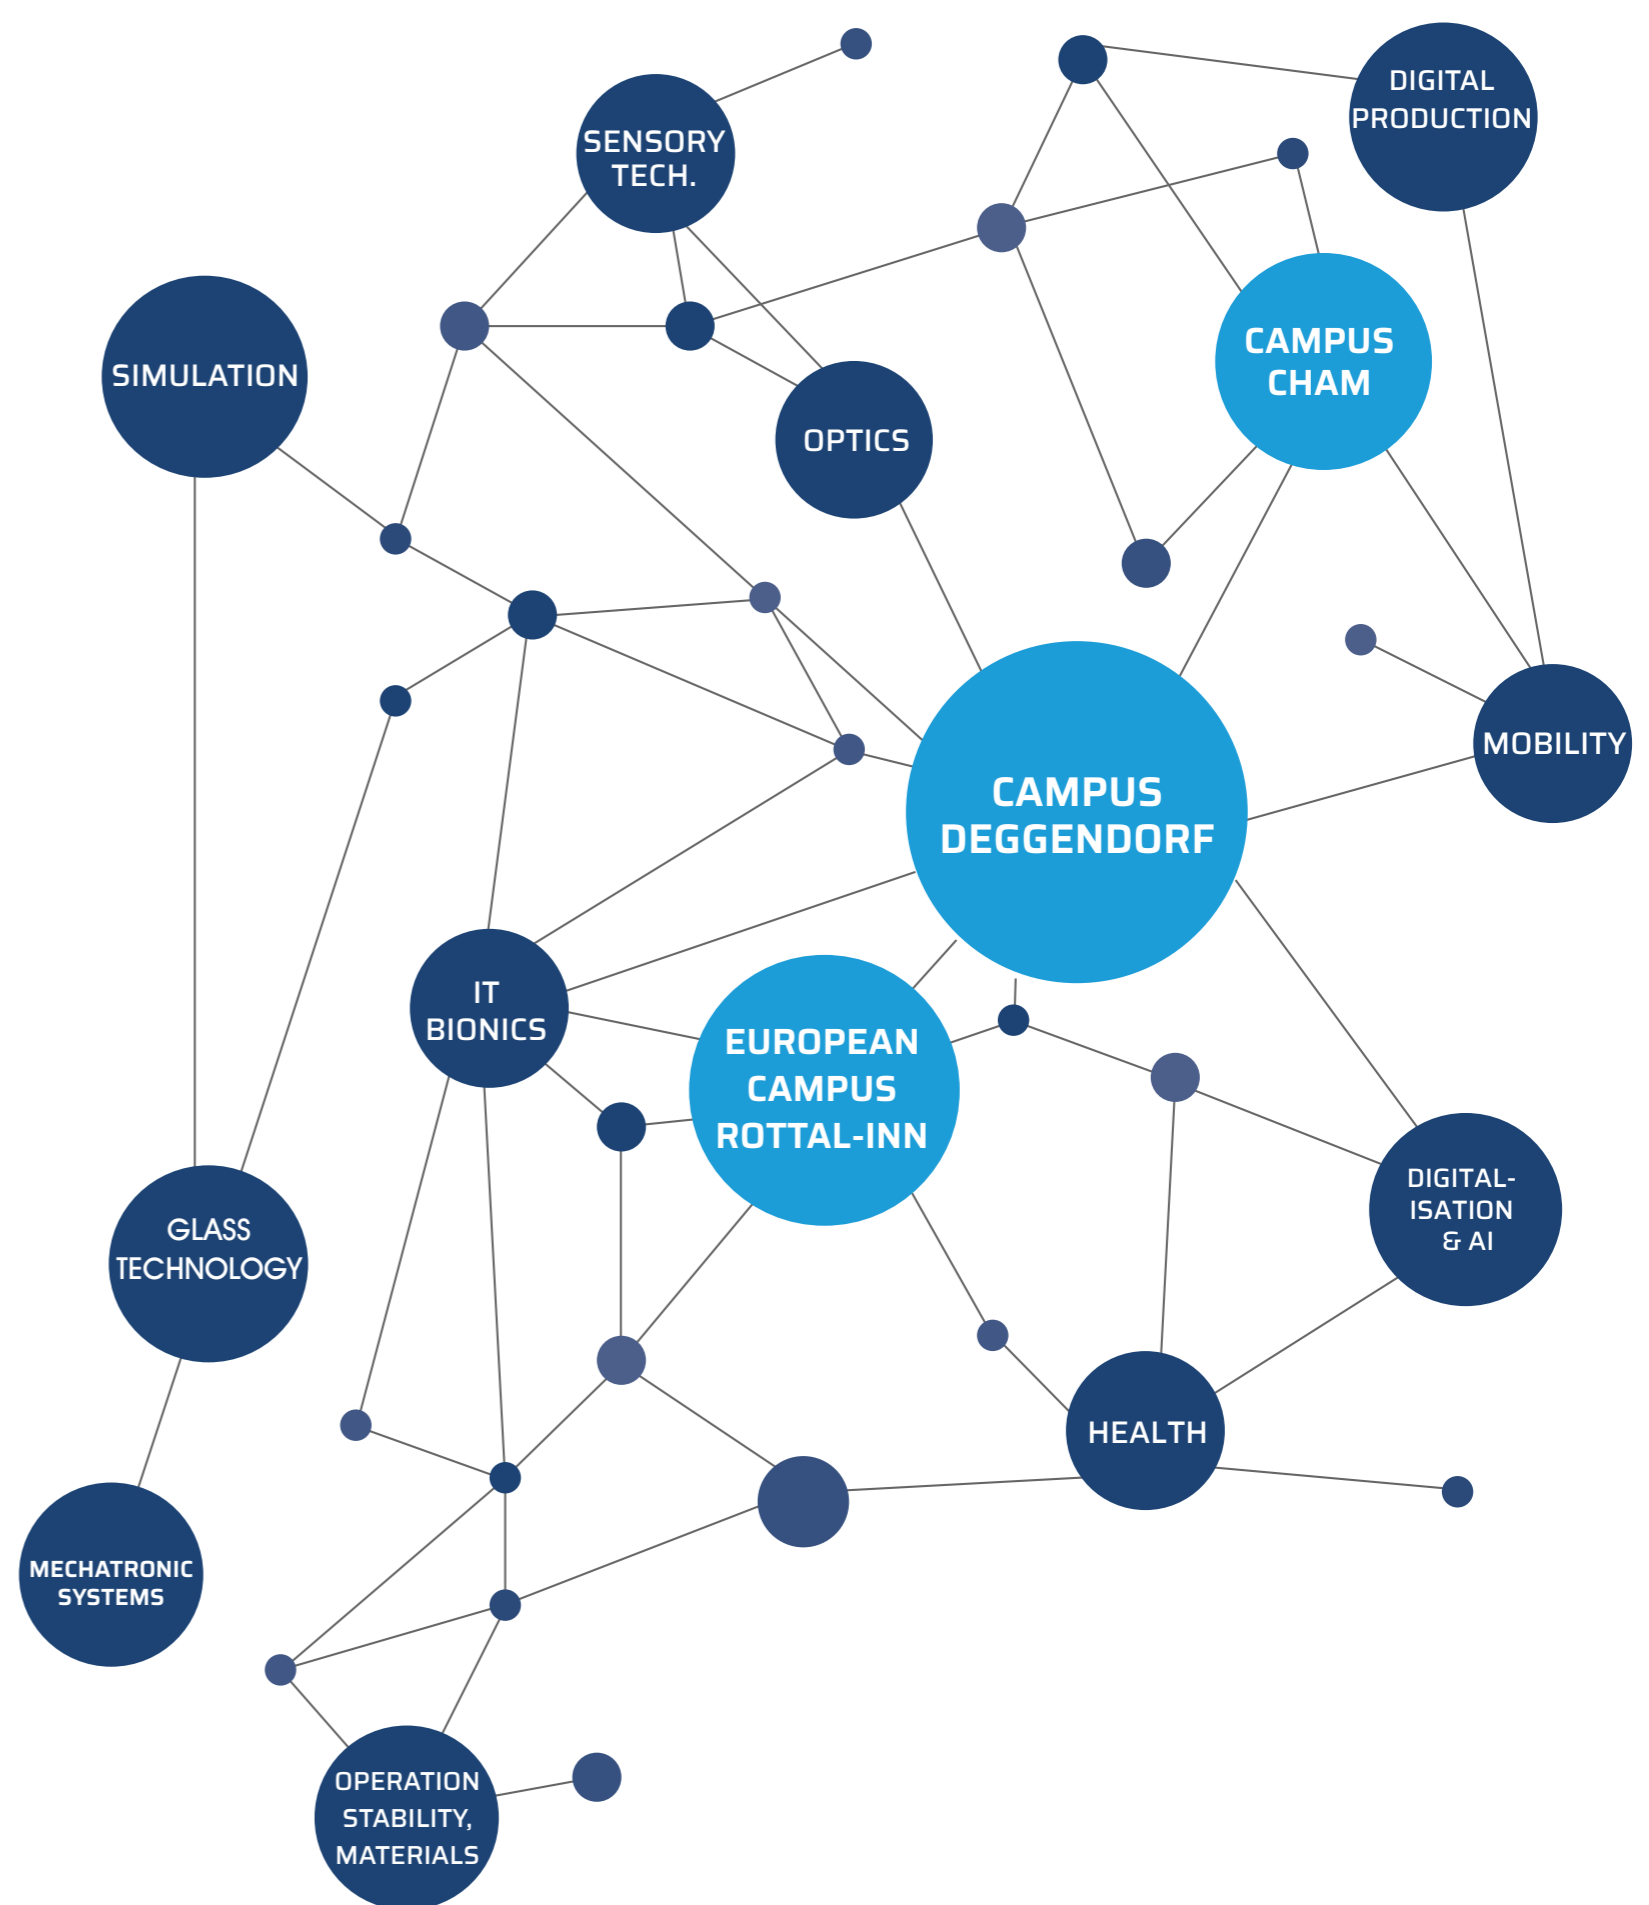 DIGITAL
PRODUCTION
SENSORY
TECH.
CAMPUS
CHAM
SIMULATION
OPTICS
MOBILITY
CAMPUS
DEGGENDORF
IT
BIONICS
EUROPEAN
CAMPUS
ROTTAL-INN
DIGITAL-
ISATION
& AI
GLASS
TECHNOLOGY
HEALTH
MECHATRONIC
SYSTEMS
OPERATION
STABILITY,
MATERIALS